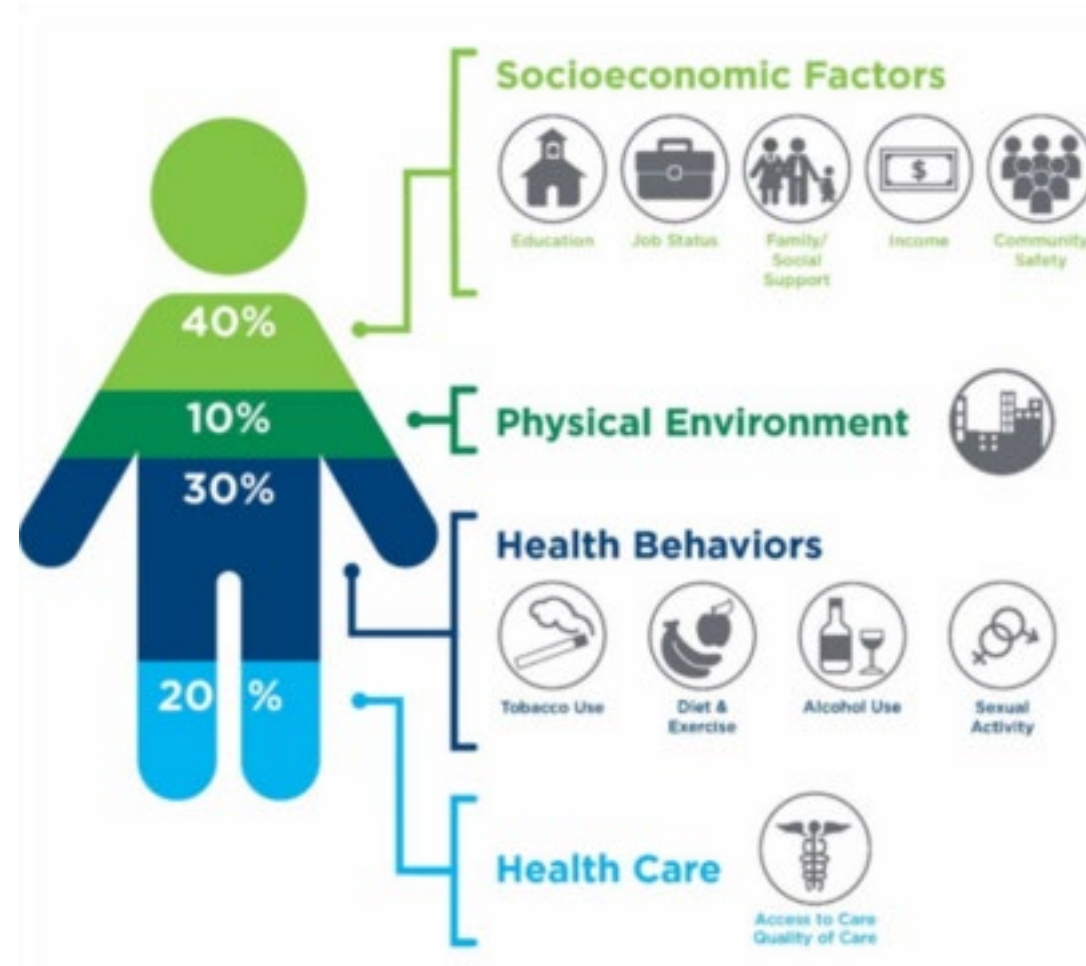 Socioeconomic Factors
$
Education
Job Status
Family/
Social
Support
Income
Community
Safety
40%
10%
Physical Environment
30%
Health Behaviors
Tobacco Use
Diet &
Exercise
Alcohol Use
Sexual
Activity
20 %
Health Care
Access to Care
Quality of Care